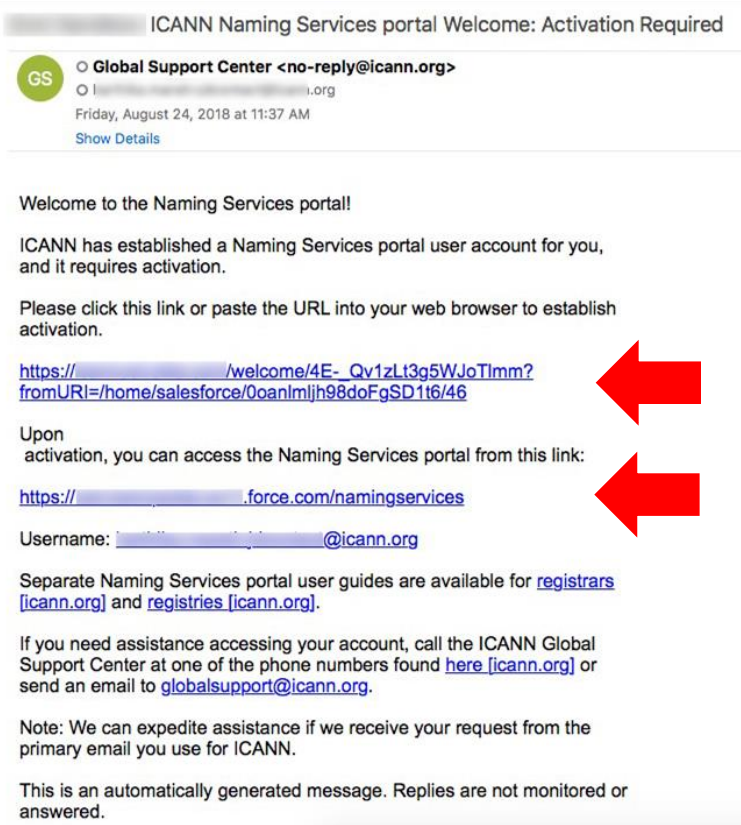 ICANN Naming Services portal Welcome: Activation Required
GS
Global Support Center <no-reply@icann.org>
.org
Friday, August 24, 2018 at 11:37 AM
Show Details
Welcome to the Naming Services portal!
ICANN has established a Naming Services portal user account for you,
and it requires activation.
Please click this link or paste the URL into your web browser to establish
activation.
https:// /welcome/4E-_Qv1zLt3g5WJoTlmm?
fromURI=/home/salesforce/0oanlmljh98doFgSD1t6/46
Upon
activation, you can access the Naming Services portal from this link:
https:// .force.com/namingservices
Username: @icann.org
Separate Naming Services portal user guides are available for registrars
[icann.org] and registries [icann.org].
If you need assistance accessing your account, call the ICANN Global
Support Center at one of the phone numbers found here [icann.org] or
send an email to globalsupport@icann.org.
Note: We can expedite assistance if we receive your request from the
primary email you use for ICANN.
This is an automatically generated message. Replies are not monitored or
answered.